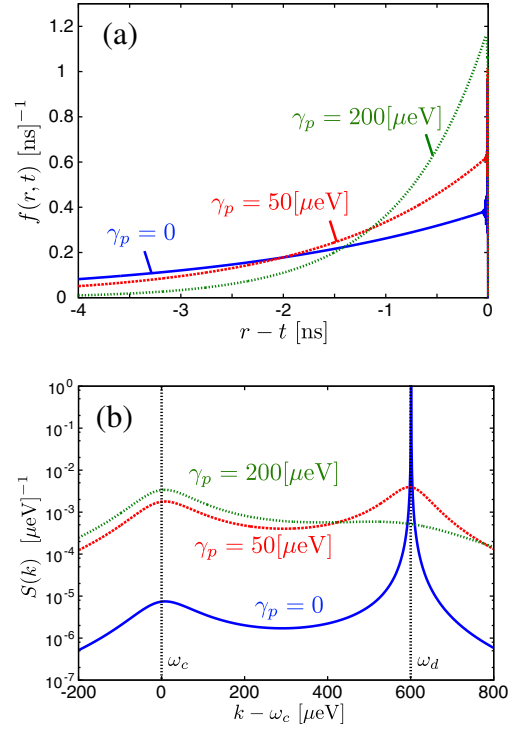 (a)
f(r, t) [ns]⁻¹
1.2
1
0.8
0.6
0.4
0.2
0
γₚ = 200[μeV]
γₚ = 50[μeV]
γₚ = 0
-4 -3 -2 -1 0
r − t [ns]
(b)
S(k) [μeV]⁻¹
10⁰
10⁻¹
10⁻²
10⁻³
10⁻⁴
10⁻⁵
10⁻⁶
10⁻⁷
γₚ = 200[μeV]
γₚ = 50[μeV]
γₚ = 0
ω_c ω_d
-200 0 200 400 600 800
k − ω_c [μeV]